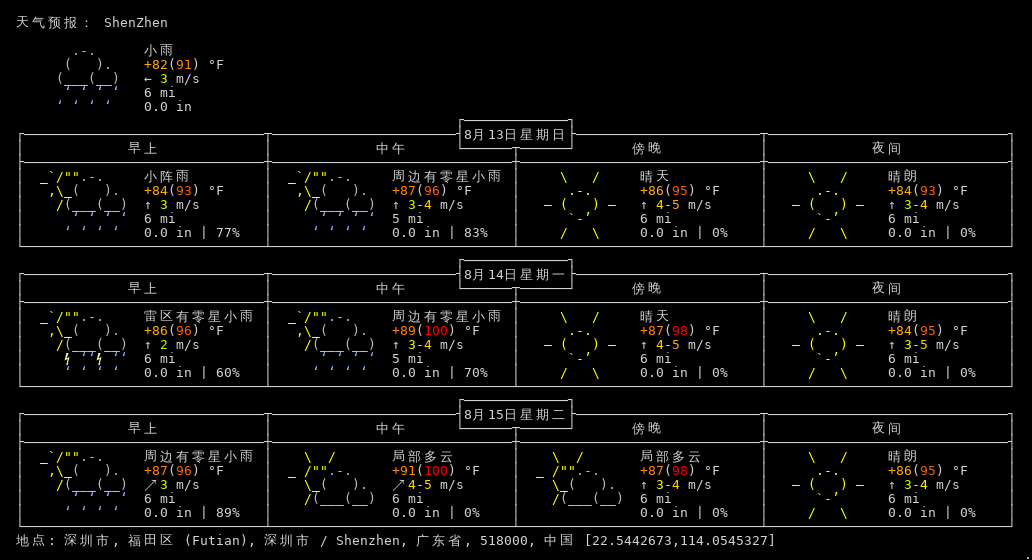 天气预报： ShenZhen
小雨
+82(91) °F
← 3 m/s
6 mi
0.0 in
8月13日星期日
早上 中午 傍晚 夜间
小阵雨 周边有零星小雨 晴天 晴朗
+84(93) °F +87(96) °F +86(95) °F +84(93) °F
↑ 3 m/s ↑ 3-4 m/s ↑ 4-5 m/s ↑ 3-4 m/s
6 mi 5 mi 6 mi 6 mi
0.0 in | 77% 0.0 in | 83% 0.0 in | 0% 0.0 in | 0%
8月14日星期一
早上 中午 傍晚 夜间
雷区有零星小雨 周边有零星小雨 晴天 晴朗
+86(96) °F +89(100) °F +87(98) °F +84(95) °F
↑ 2 m/s ↑ 3-4 m/s ↑ 4-5 m/s ↑ 3-5 m/s
6 mi 5 mi 6 mi 6 mi
0.0 in | 60% 0.0 in | 70% 0.0 in | 0% 0.0 in | 0%
8月15日星期二
早上 中午 傍晚 夜间
周边有零星小雨 局部多云 局部多云 晴朗
+87(96) °F +91(100) °F +87(98) °F +86(95) °F
↗ 3 m/s ↗ 4-5 m/s ↑ 3-4 m/s ↑ 3-4 m/s
6 mi 6 mi 6 mi 6 mi
0.0 in | 89% 0.0 in | 0% 0.0 in | 0% 0.0 in | 0%
地点: 深圳市, 福田区 (Futian), 深圳市 / Shenzhen, 广东省, 518000, 中国 [22.5442673,114.0545327]